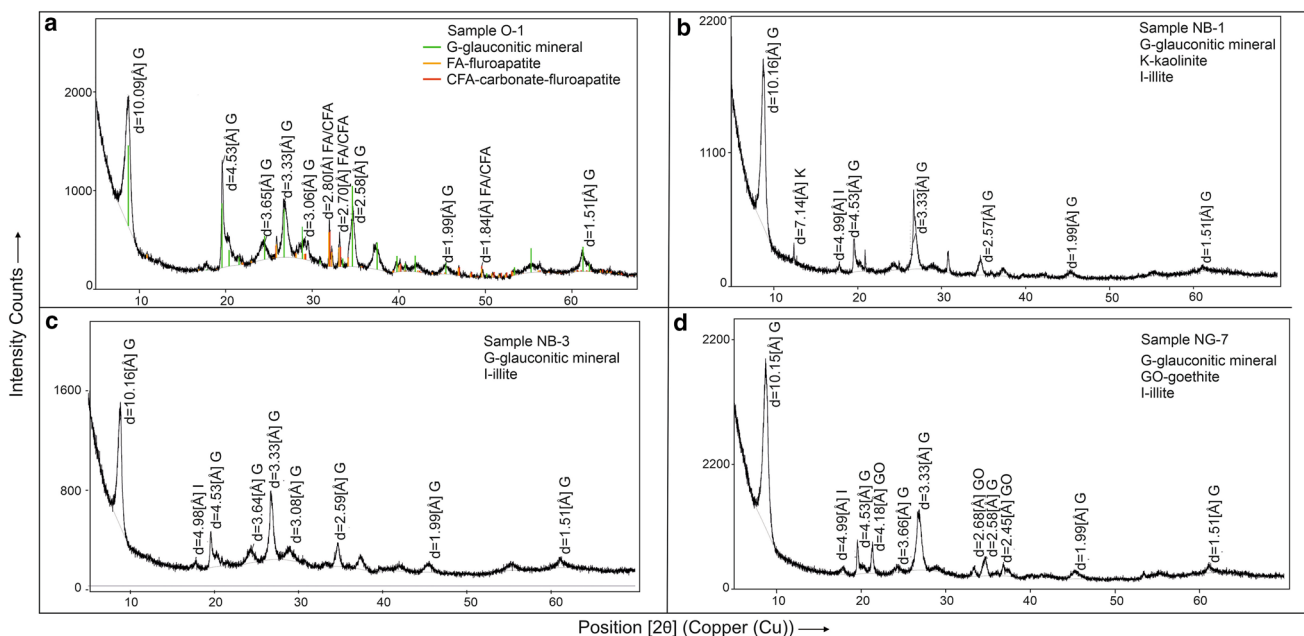 Intensity Counts
a
Sample O-1
G-glauconitic mineral
FA-fluroapatite
CFA-carbonate-fluroapatite
2000
1000
0
d=10.09[Å] G
d=4.53[Å] G
d=3.65[Å] G
d=3.33[Å] G
d=3.06[Å] G
d=2.80[Å] FA/CFA
d=2.70[Å] FA/CFA
d=2.58[Å] G
d=1.99[Å] G
d=1.84[Å] FA/CFA
d=1.51[Å] G
10 20 30 40 50 60
b
Sample NB-1
G-glauconitic mineral
K-kaolinite
I-illite
2200
1100
0
d=10.16[Å] G
d=7.14[Å] K
d=4.99[Å] I
d=4.53[Å] G
d=3.33[Å] G
d=2.57[Å] G
d=1.99[Å] G
d=1.51[Å] G
10 20 30 40 50 60
c
Sample NB-3
G-glauconitic mineral
I-illite
1600
800
0
d=10.16[Å] G
d=4.98[Å] I
d=4.53[Å] G
d=3.64[Å] G
d=3.33[Å] G
d=3.08[Å] G
d=2.59[Å] G
d=1.99[Å] G
d=1.51[Å] G
10 20 30 40 50 60
d
Sample NG-7
G-glauconitic mineral
GO-goethite
I-illite
2200
2200
0
d=10.15[Å] G
d=4.99[Å] I
d=4.53[Å] G
d=4.18[Å] GO
d=3.66[Å] G
d=3.33[Å] G
d=2.68[Å] GO
d=2.58[Å] G
d=2.45[Å] GO
d=1.99[Å] G
d=1.51[Å] G
10 20 30 40 50 60
Position [2θ] (Copper (Cu))